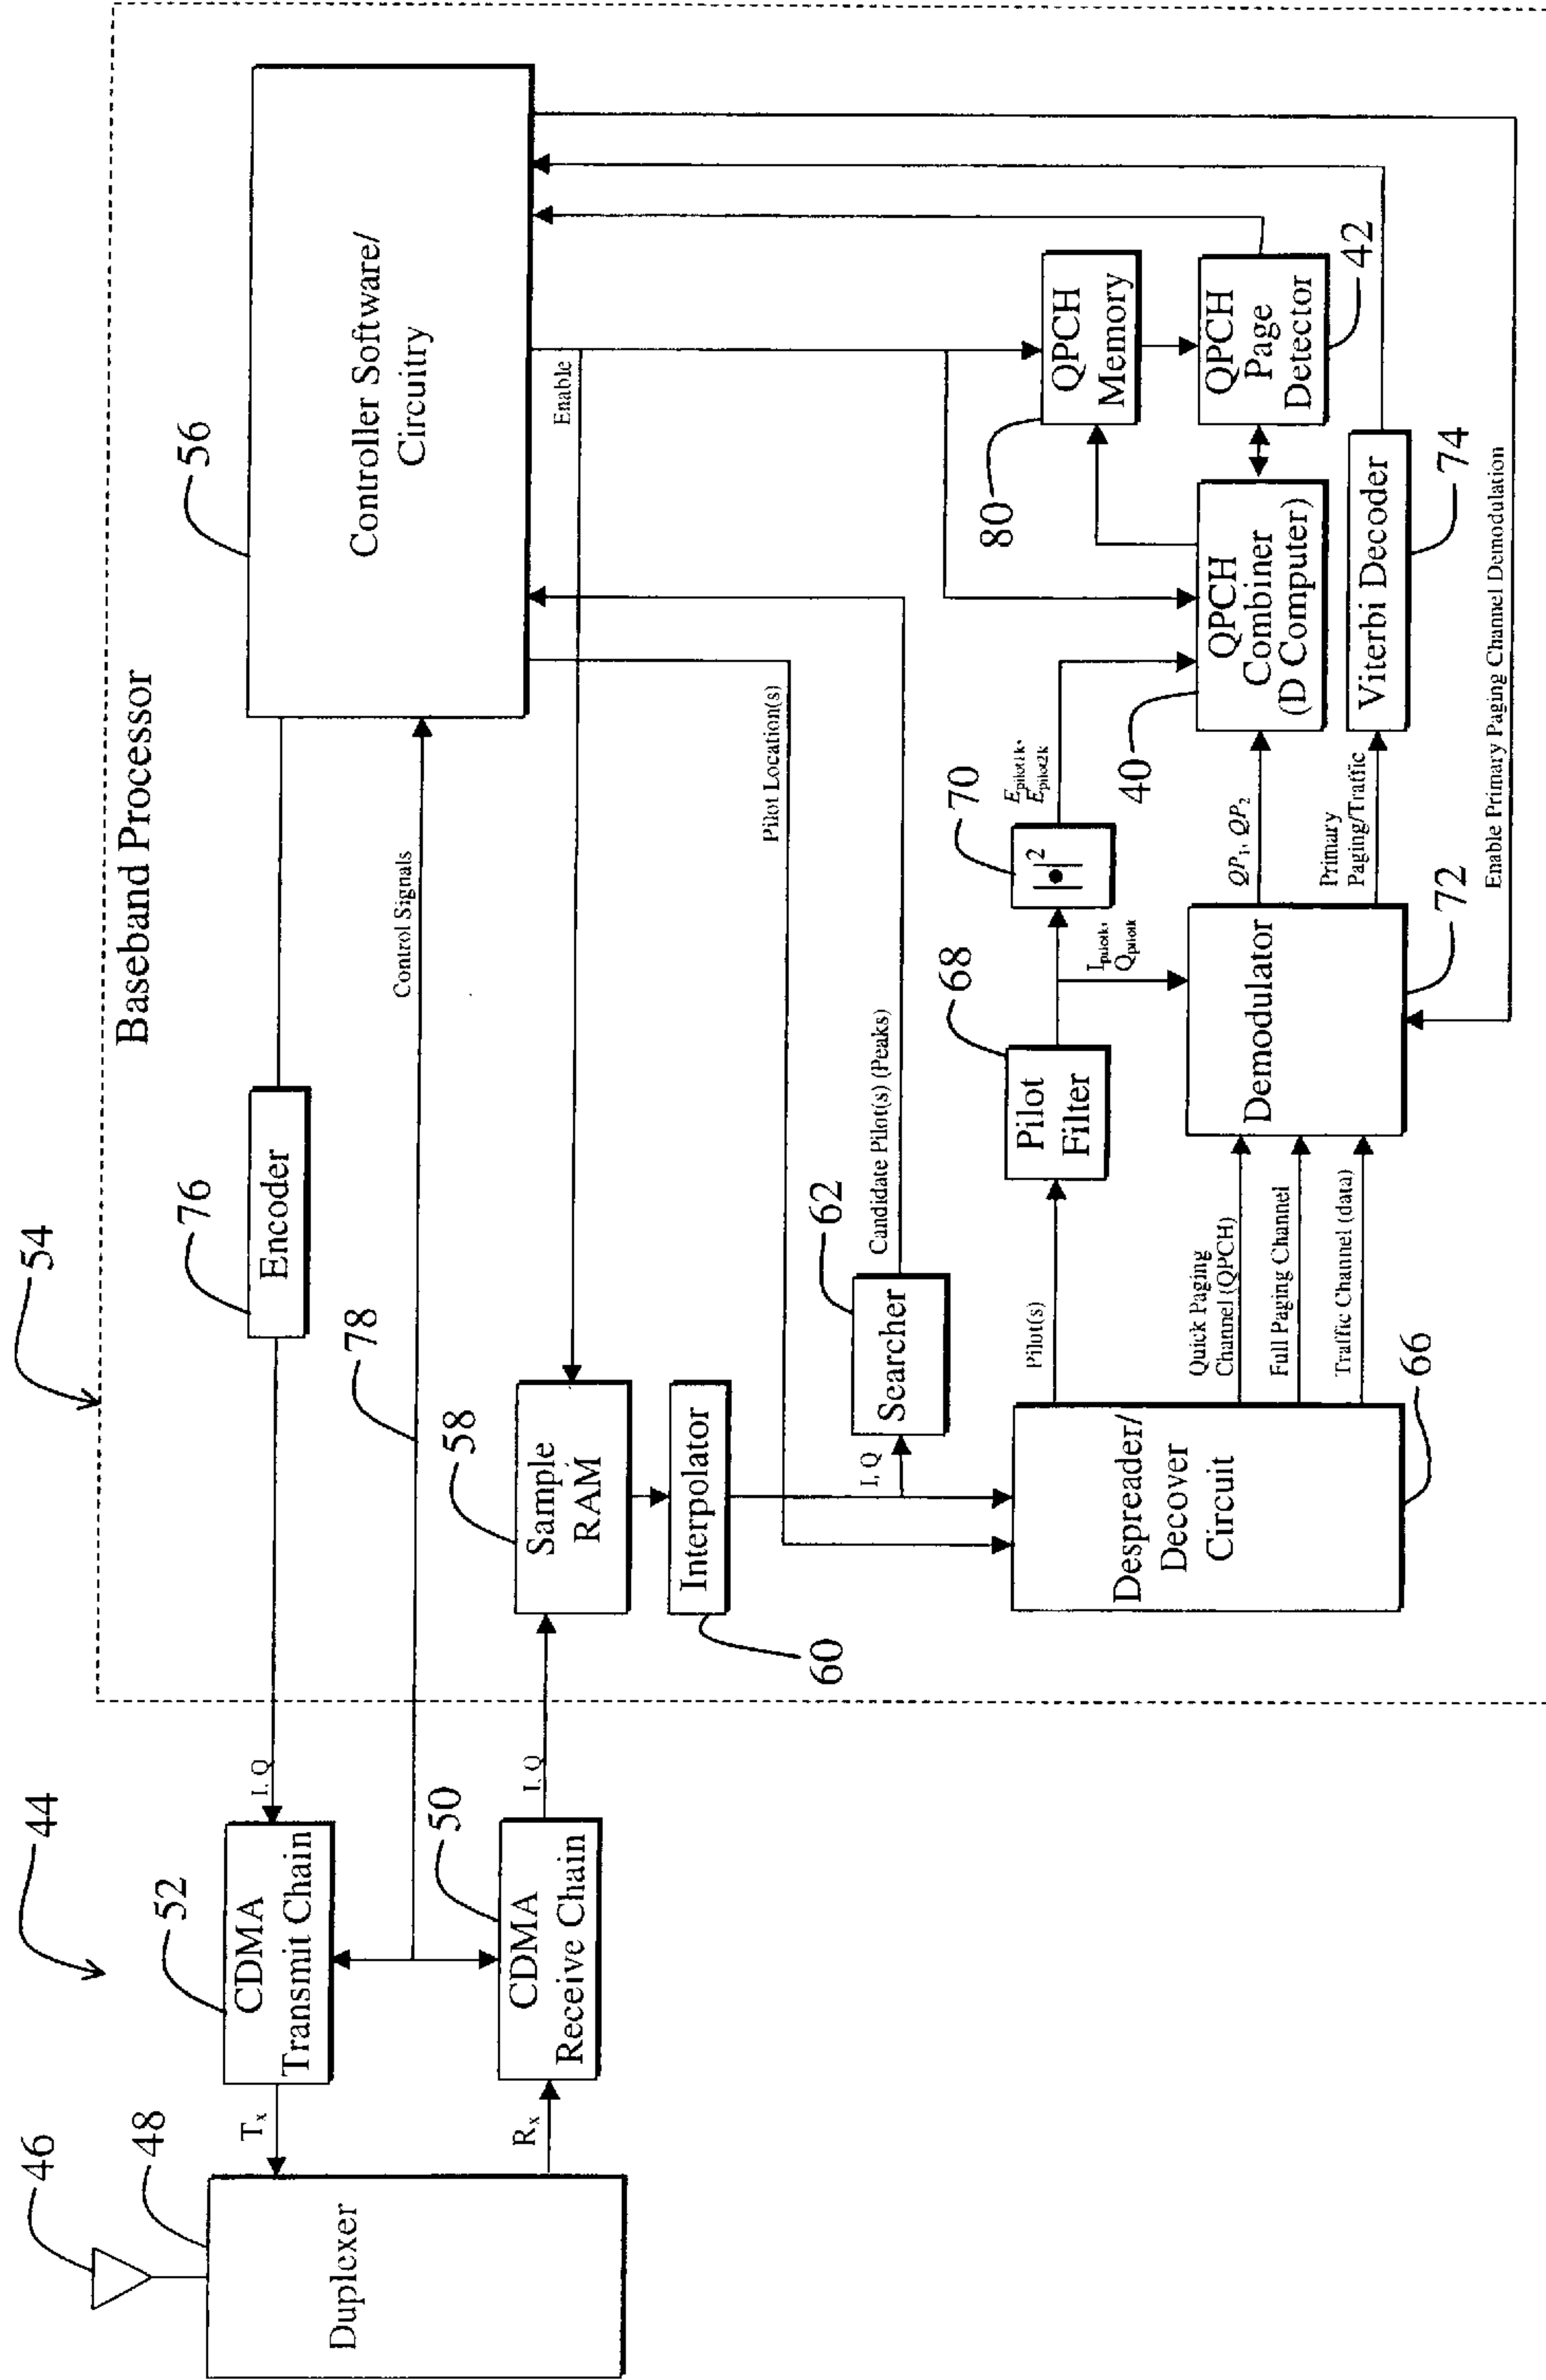 46
44
54
48
52
76
56
Baseband Processor
Duplexer
Tx
CDMA
Transmit Chain
I, Q
Encoder
Controller Software/
Circuitry
Control Signals
78
50
Rx
CDMA
Receive Chain
I, Q
58
Sample
RAM
Enable
60
Interpolator
Pilot Location(s)
62
I, Q
Searcher
Candidate Pilot(s) (Peaks)
Despreader/
Decover
Circuit
66
Pilot(s)
Quick Paging
Channel (QPCH)
Full Paging Channel
Traffic Channel (data)
68
Pilot
Filter
Ipilotk,
Qpilotk
70
|•|2
Epilot1k,
Epilot2k
Demodulator
72
QP1, QP2
Primary
Paging/Traffic
40
QPCH
Combiner
(D Computer)
80
QPCH
Memory
QPCH
Page
Detector
42
Viterbi Decoder
74
Enable Primary Paging Channel Demodulation